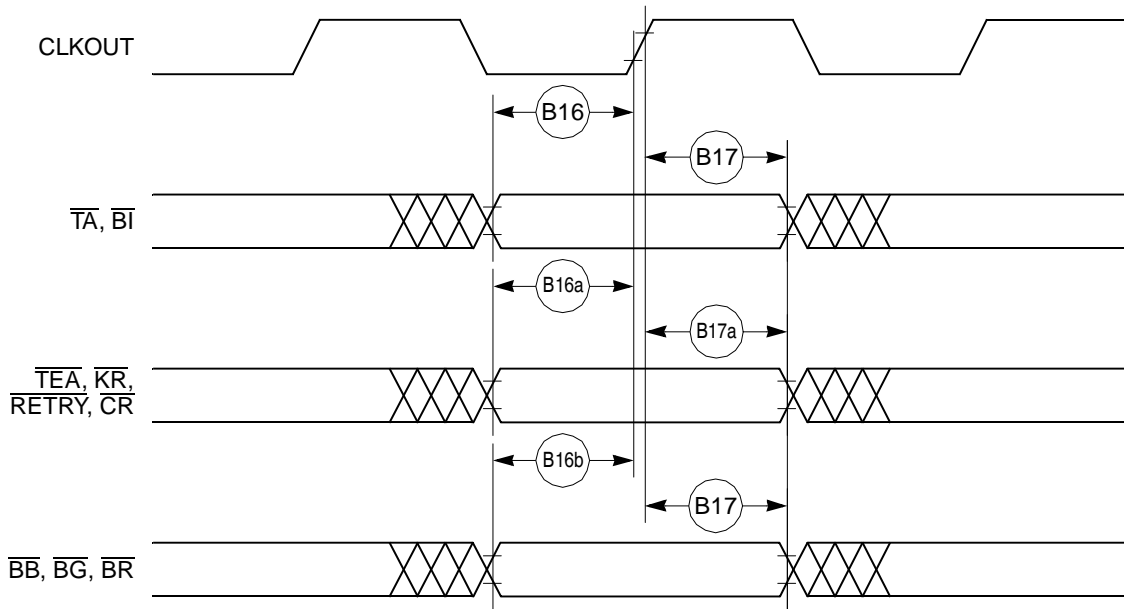 CLKOUT
B16
B17
TA, BI
B16a
B17a
TEA, KR,
RETRY, CR
B16b
B17
BB, BG, BR